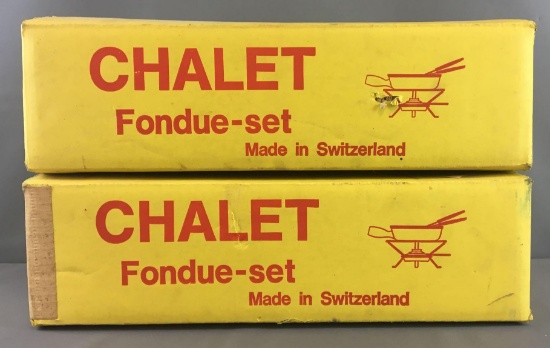 CHALET
Fondue-set
Made in Switzerland
CHALET
Fondue-set
Made in Switzerland